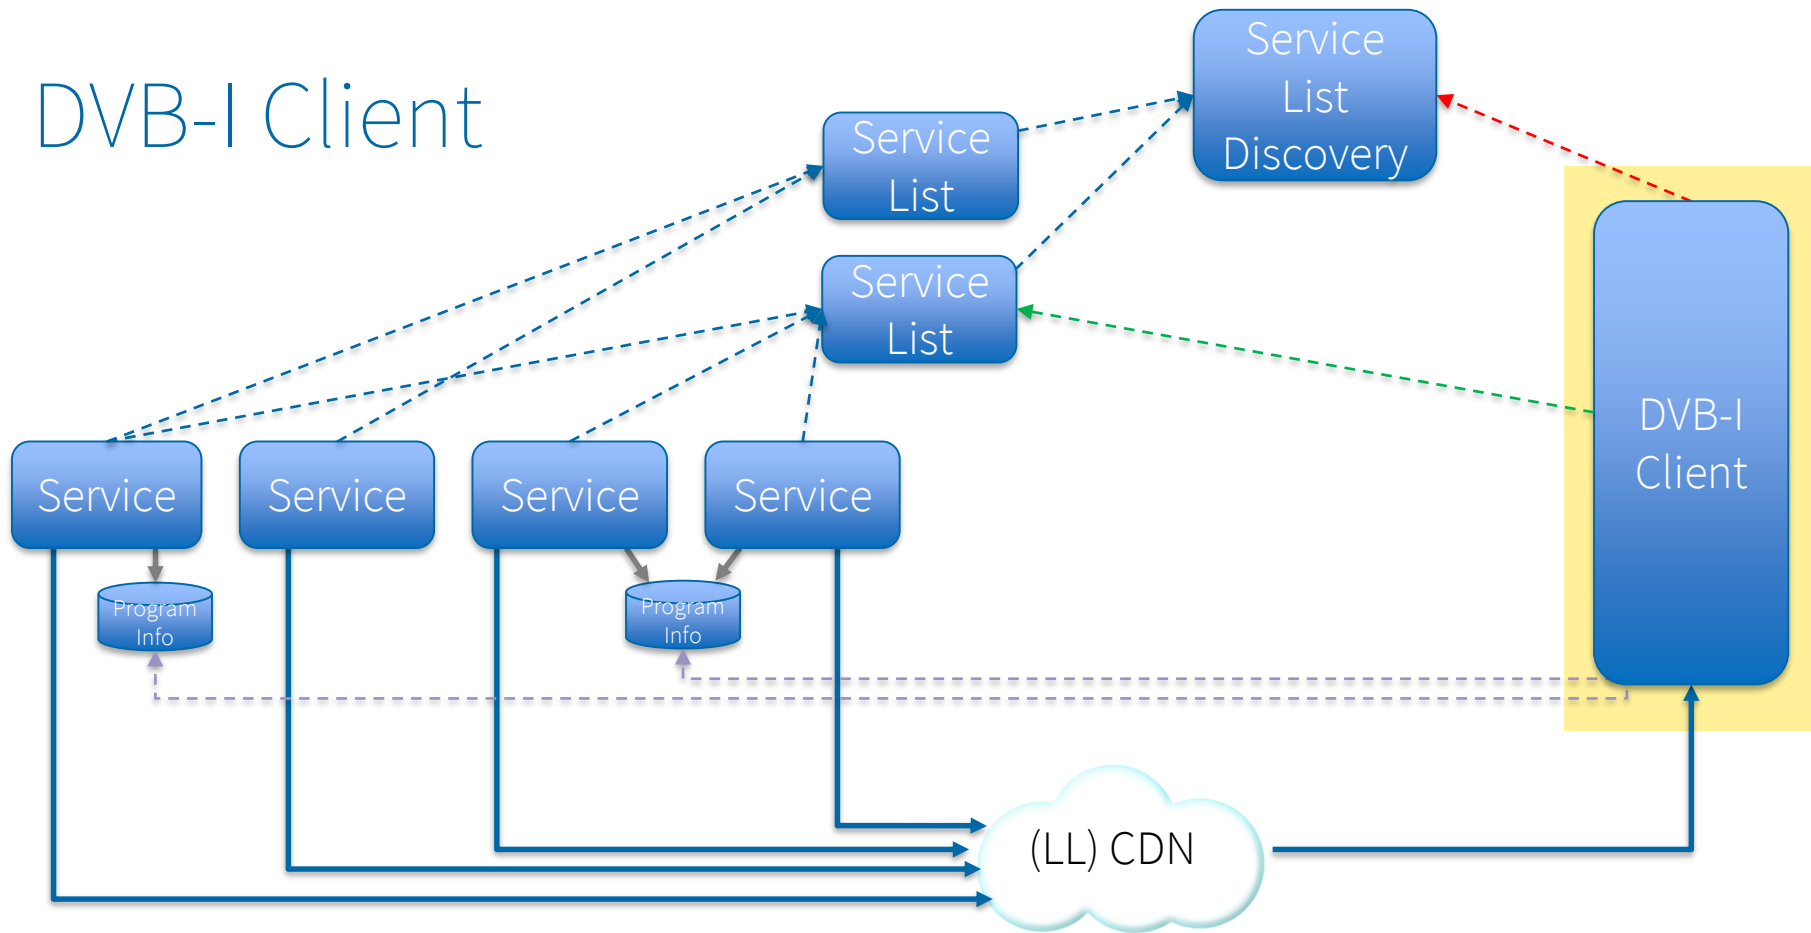 DVB-I Client
Service
List
Discovery
Service
List
Service
List
DVB-I
Client
Service
Service
Service
Service
Program
Info
Program
Info
(LL) CDN